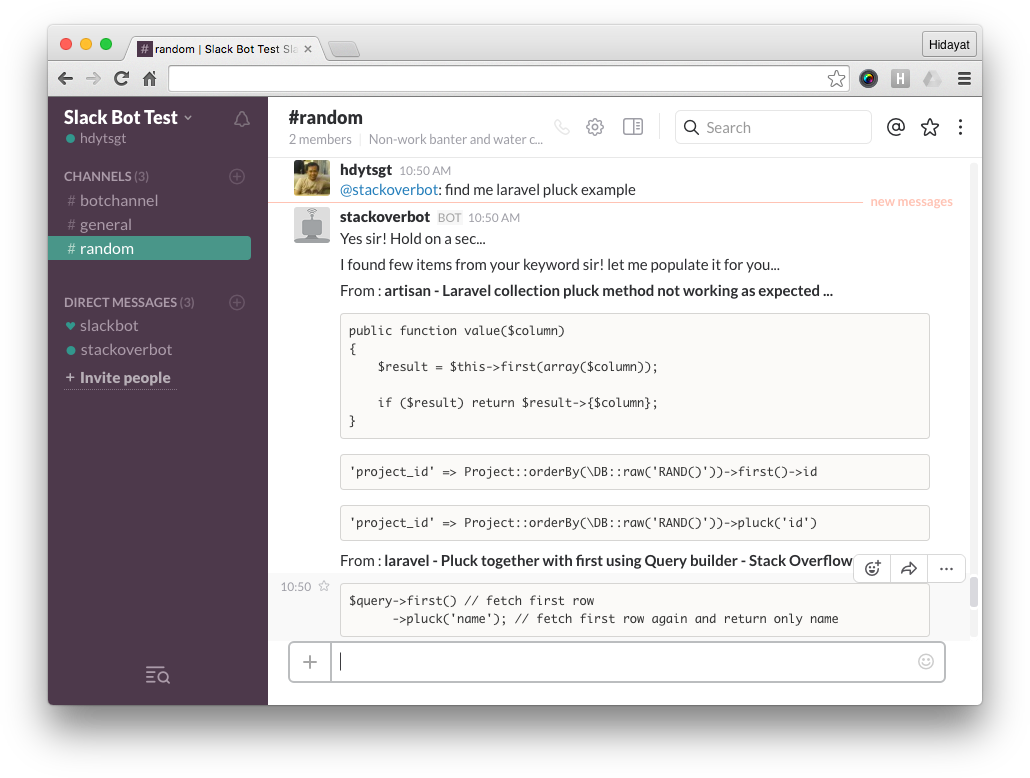 # random | Slack Bot Test Sla
Hidayat
H
Slack Bot Test
hdytsgt
CHANNELS (3)
# botchannel
# general
# random
DIRECT MESSAGES (3)
slackbot
stackoverbot
+ Invite people
#random
2 members | Non-work banter and water c...
Search
hdytsgt 10:50 AM
@stackoverbot: find me laravel pluck example
new messages
stackoverbot BOT 10:50 AM
Yes sir! Hold on a sec...
I found few items from your keyword sir! let me populate it for you...
From : artisan - Laravel collection pluck method not working as expected ...
public function value($column)
{
    $result = $this->first(array($column));
    if ($result) return $result->{$column};
}
'project_id' => Project::orderBy(\DB::raw('RAND()'))->first()->id
'project_id' => Project::orderBy(\DB::raw('RAND()'))->pluck('id')
From : laravel - Pluck together with first using Query builder - Stack Overflow
10:50
$query->first() // fetch first row
      ->pluck('name'); // fetch first row again and return only name